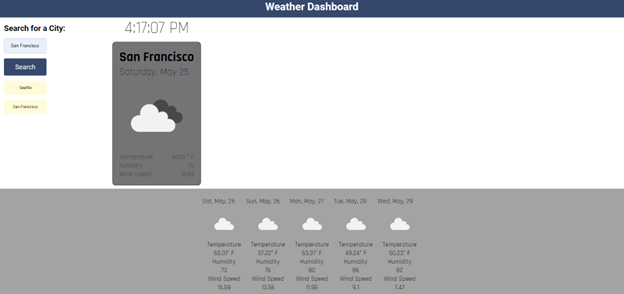 Weather Dashboard
Search for a City:
San Francisco
Search
Seattle
San Francisco
4:17:07 PM
San Francisco
Saturday, May 25
Temperature 60.01° F
Humidity 73
Wind Speed 15.59
Sat, May, 25 Sun, May, 26 Mon, May, 27 Tue, May, 28 Wed, May, 29
Temperature Temperature Temperature Temperature Temperature
60.01° F 57.22° F 53.31° F 49.24° F 50.23° F
Humidity Humidity Humidity Humidity Humidity
73 76 80 86 82
Wind Speed Wind Speed Wind Speed Wind Speed Wind Speed
15.59 13.56 11.95 9.1 7.47